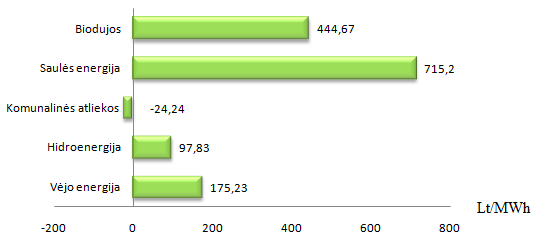 Biodujos 444,67
Saulės energija 715,2
Komunalinės atliekos -24,24
Hidroenergija 97,83
Vėjo energija 175,23
Lt/MWh
-200 0 200 400 600 800